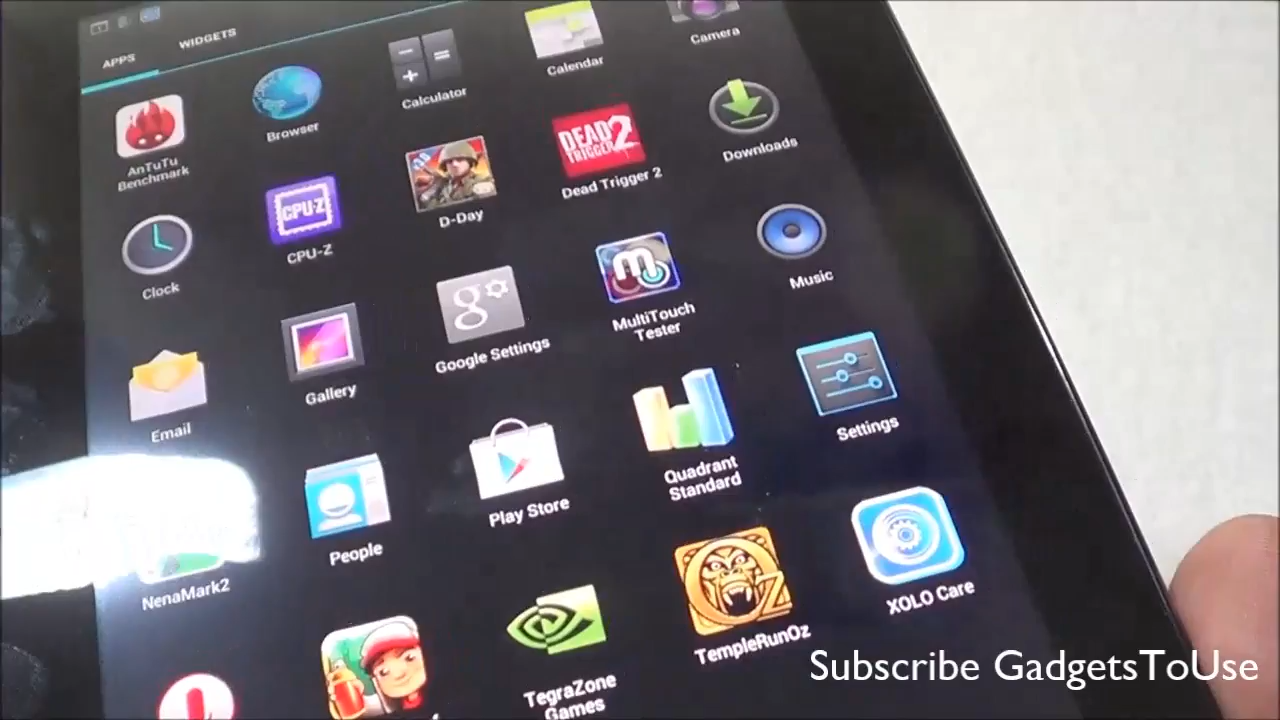 APPS
WIDGETS
AnTuTu
Benchmark
Browser
Calculator
Calendar
Camera
Clock
CPU-Z
CPU-Z
D-Day
DEAD
TRIGGER 2
Dead Trigger 2
Downloads
Email
Gallery
g
Google Settings
m
MultiTouch
Tester
Music
NenaMark2
People
Play Store
Quadrant
Standard
Settings
TegraZone
Games
Oz
TempleRunOz
XOLO Care
Subscribe GadgetsToUse